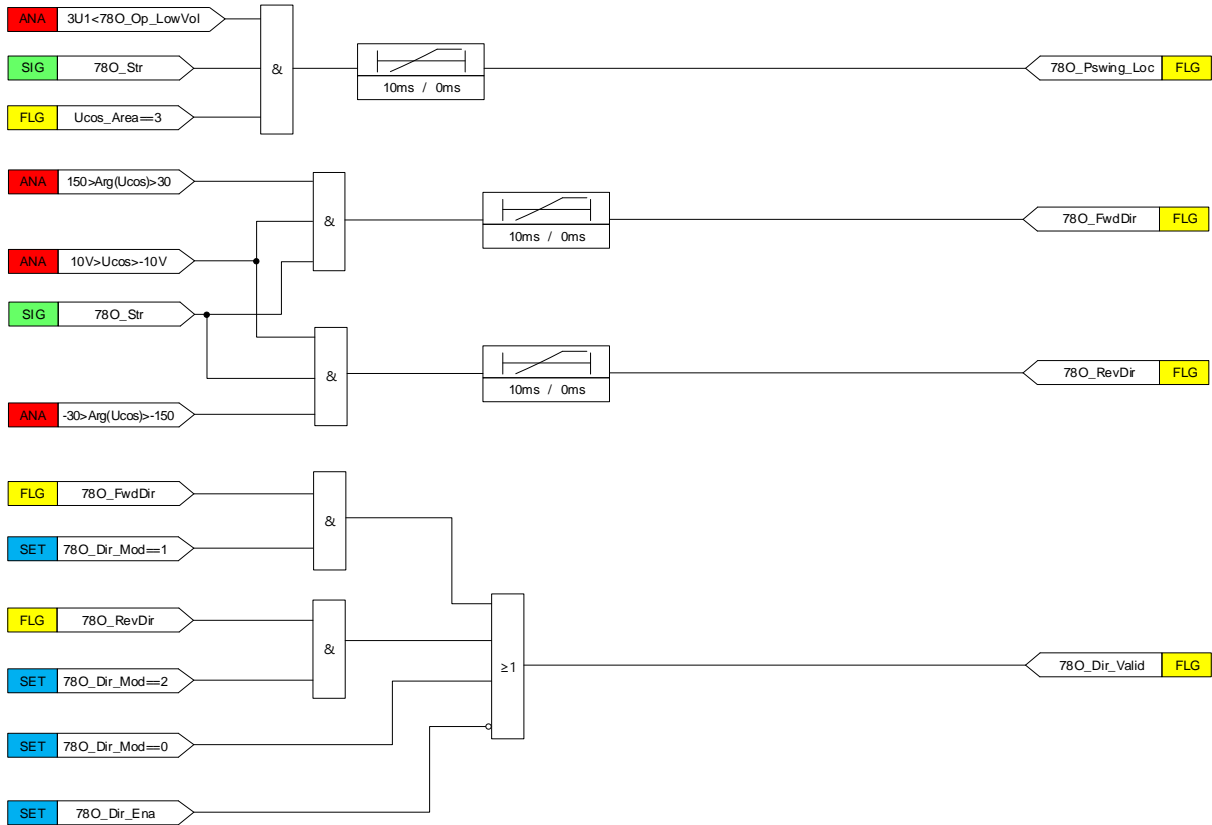 ANA 3U1<78O_Op_LowVol
SIG 78O_Str
&
10ms / 0ms
78O_Pswing_Loc FLG
FLG Ucos_Area==3
ANA 150>Arg(Ucos)>30
&
10ms / 0ms
78O_FwdDir FLG
ANA 10V>Ucos>-10V
SIG 78O_Str
&
10ms / 0ms
78O_RevDir FLG
ANA -30>Arg(Ucos)>-150
FLG 78O_FwdDir
&
SET 78O_Dir_Mod==1
FLG 78O_RevDir
&
SET 78O_Dir_Mod==2
≥1
78O_Dir_Valid FLG
SET 78O_Dir_Mod==0
SET 78O_Dir_Ena